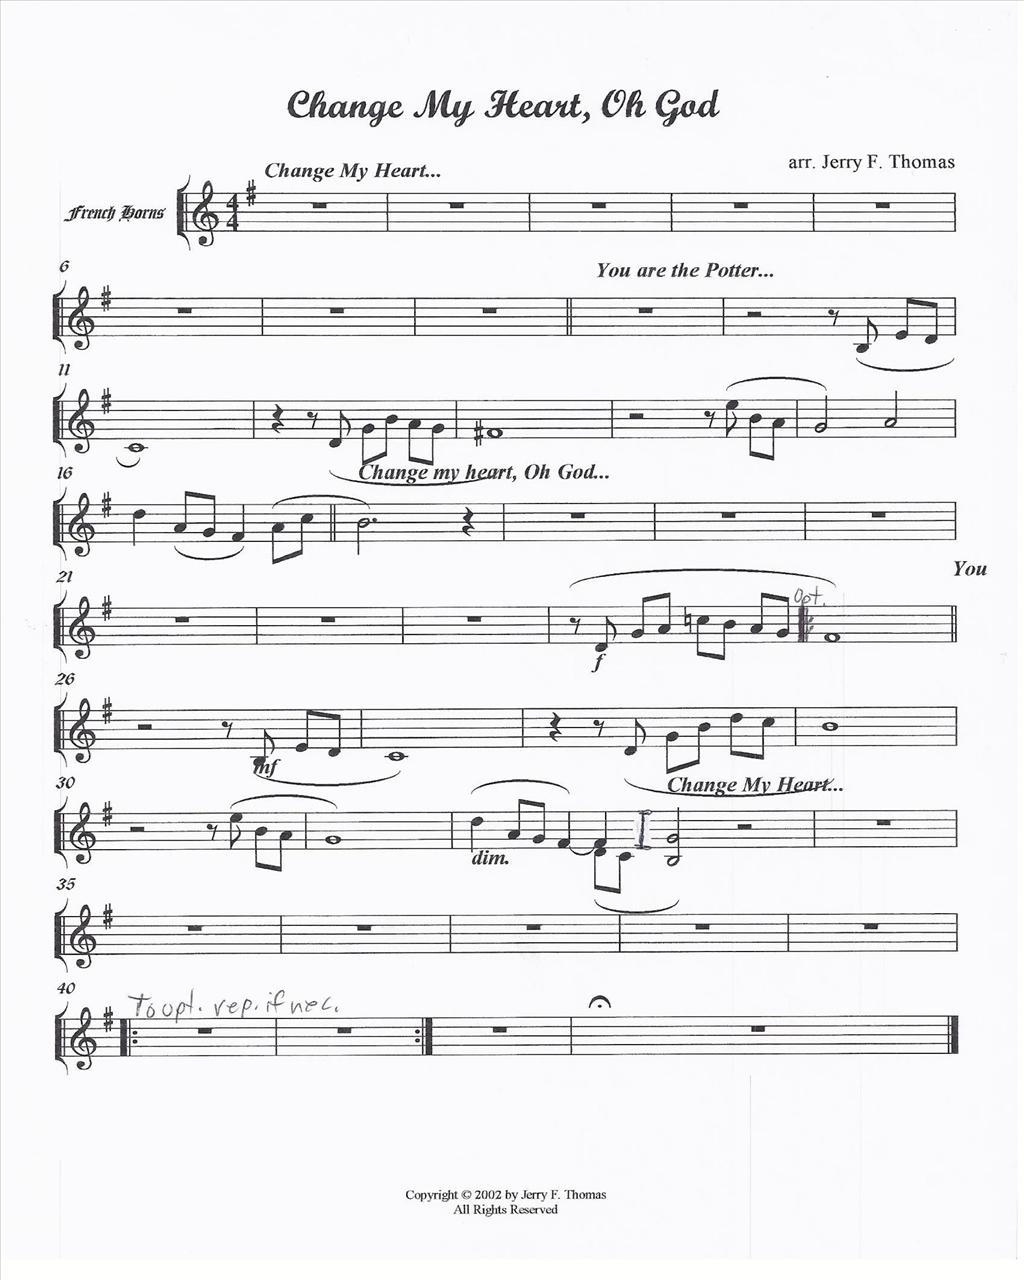 Change My Heart, Oh God
arr. Jerry F. Thomas
Change My Heart...
French Horns
4
4
6
You are the Potter...
11
16
Change my heart, Oh God...
21
You
Opt.
f
26
mf
30
Change My Heart...
dim.
35
40
To opt. rep. if nec.
Copyright © 2002 by Jerry F. Thomas
All Rights Reserved